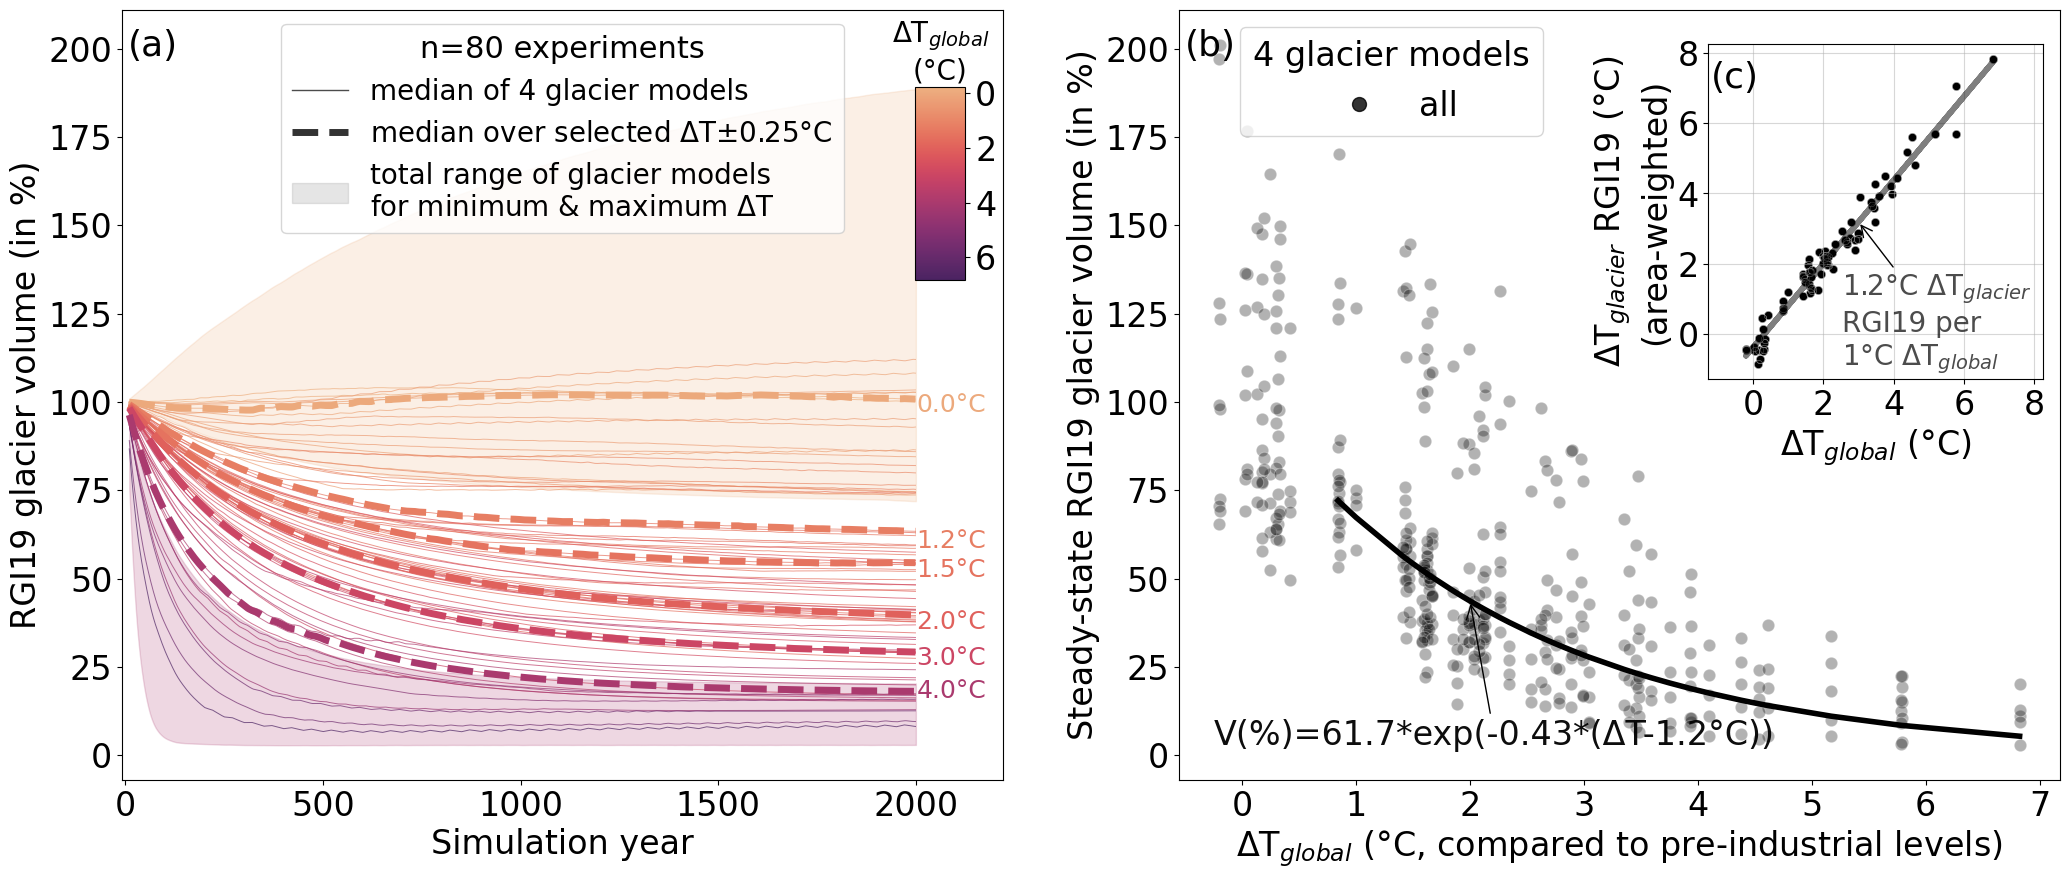 (a)
n=80 experiments
median of 4 glacier models
median over selected ΔT±0.25°C
total range of glacier models
for minimum & maximum ΔT
ΔTglobal
(°C)
0
2
4
6
RGI19 glacier volume (in %)
200
175
150
125
100
75
50
25
0
0.0°C
1.2°C
1.5°C
2.0°C
3.0°C
4.0°C
0 500 1000 1500 2000
Simulation year
(b)
4 glacier models
all
Steady-state RGI19 glacier volume (in %)
200
175
150
125
100
75
50
25
0
V(%)=61.7*exp(-0.43*(ΔT-1.2°C))
0 1 2 3 4 5 6 7
ΔTglobal (°C, compared to pre-industrial levels)
(c)
ΔTglacier RGI19 (°C)
(area-weighted)
8
6
4
2
0
1.2°C ΔTglacier
RGI19 per
1°C ΔTglobal
0 2 4 6 8
ΔTglobal (°C)